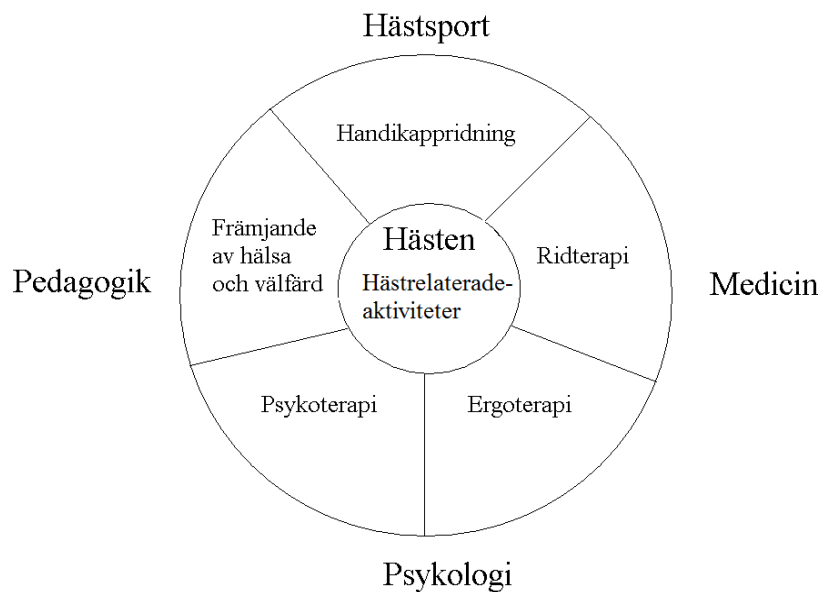 Hästsport
Handikappridning
Främjande
av hälsa
och välfärd
Hästen
Hästrelaterade-
aktiviteter
Ridterapi
Pedagogik
Medicin
Psykoterapi
Ergoterapi
Psykologi